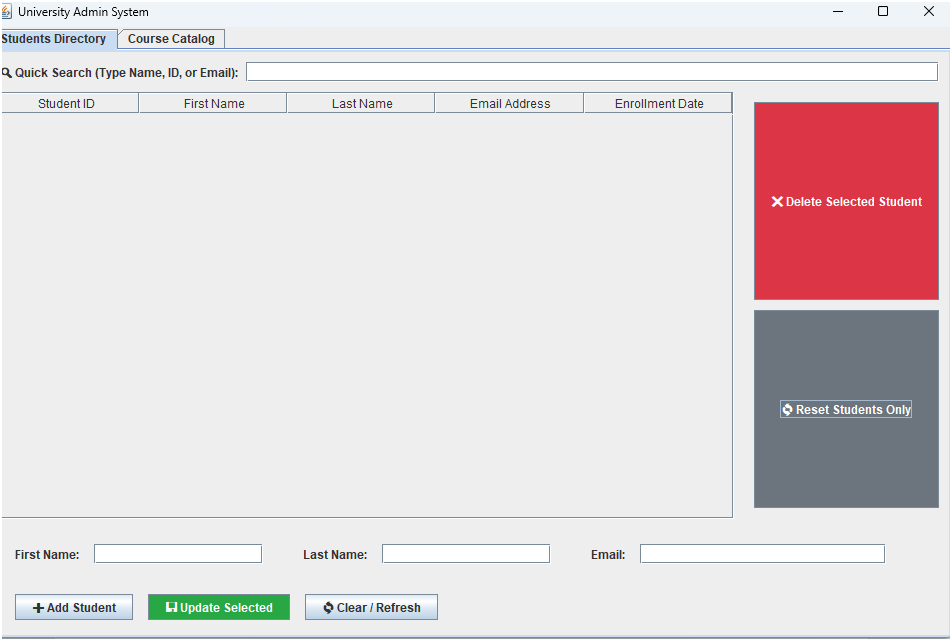 University Admin System
Students Directory Course Catalog
Quick Search (Type Name, ID, or Email):
Student ID First Name Last Name Email Address Enrollment Date
Delete Selected Student
Reset Students Only
First Name: Last Name: Email:
Add Student Update Selected Clear / Refresh